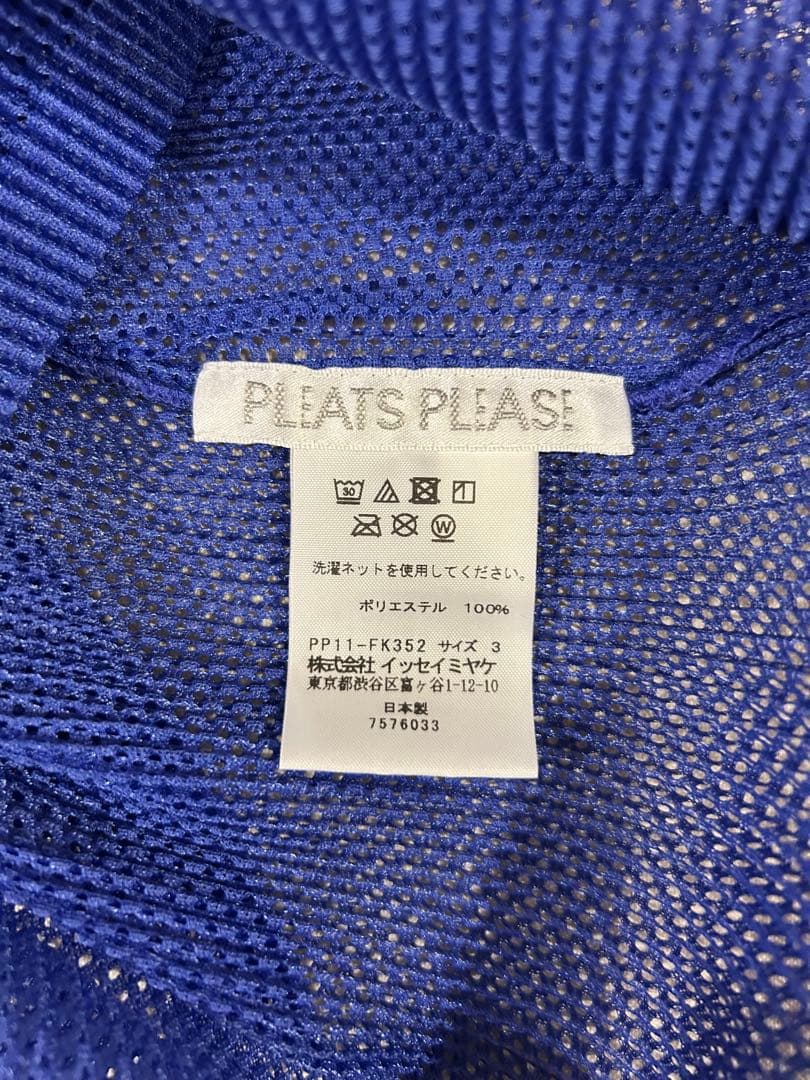 PLEATS PLEASE
30
W
洗濯ネットを使用してください。
ポリエステル 100%
PP11-FK352 サイズ 3
株式会社 イッセイミヤケ
東京都渋谷区富ヶ谷1-12-10
日本製
7576033